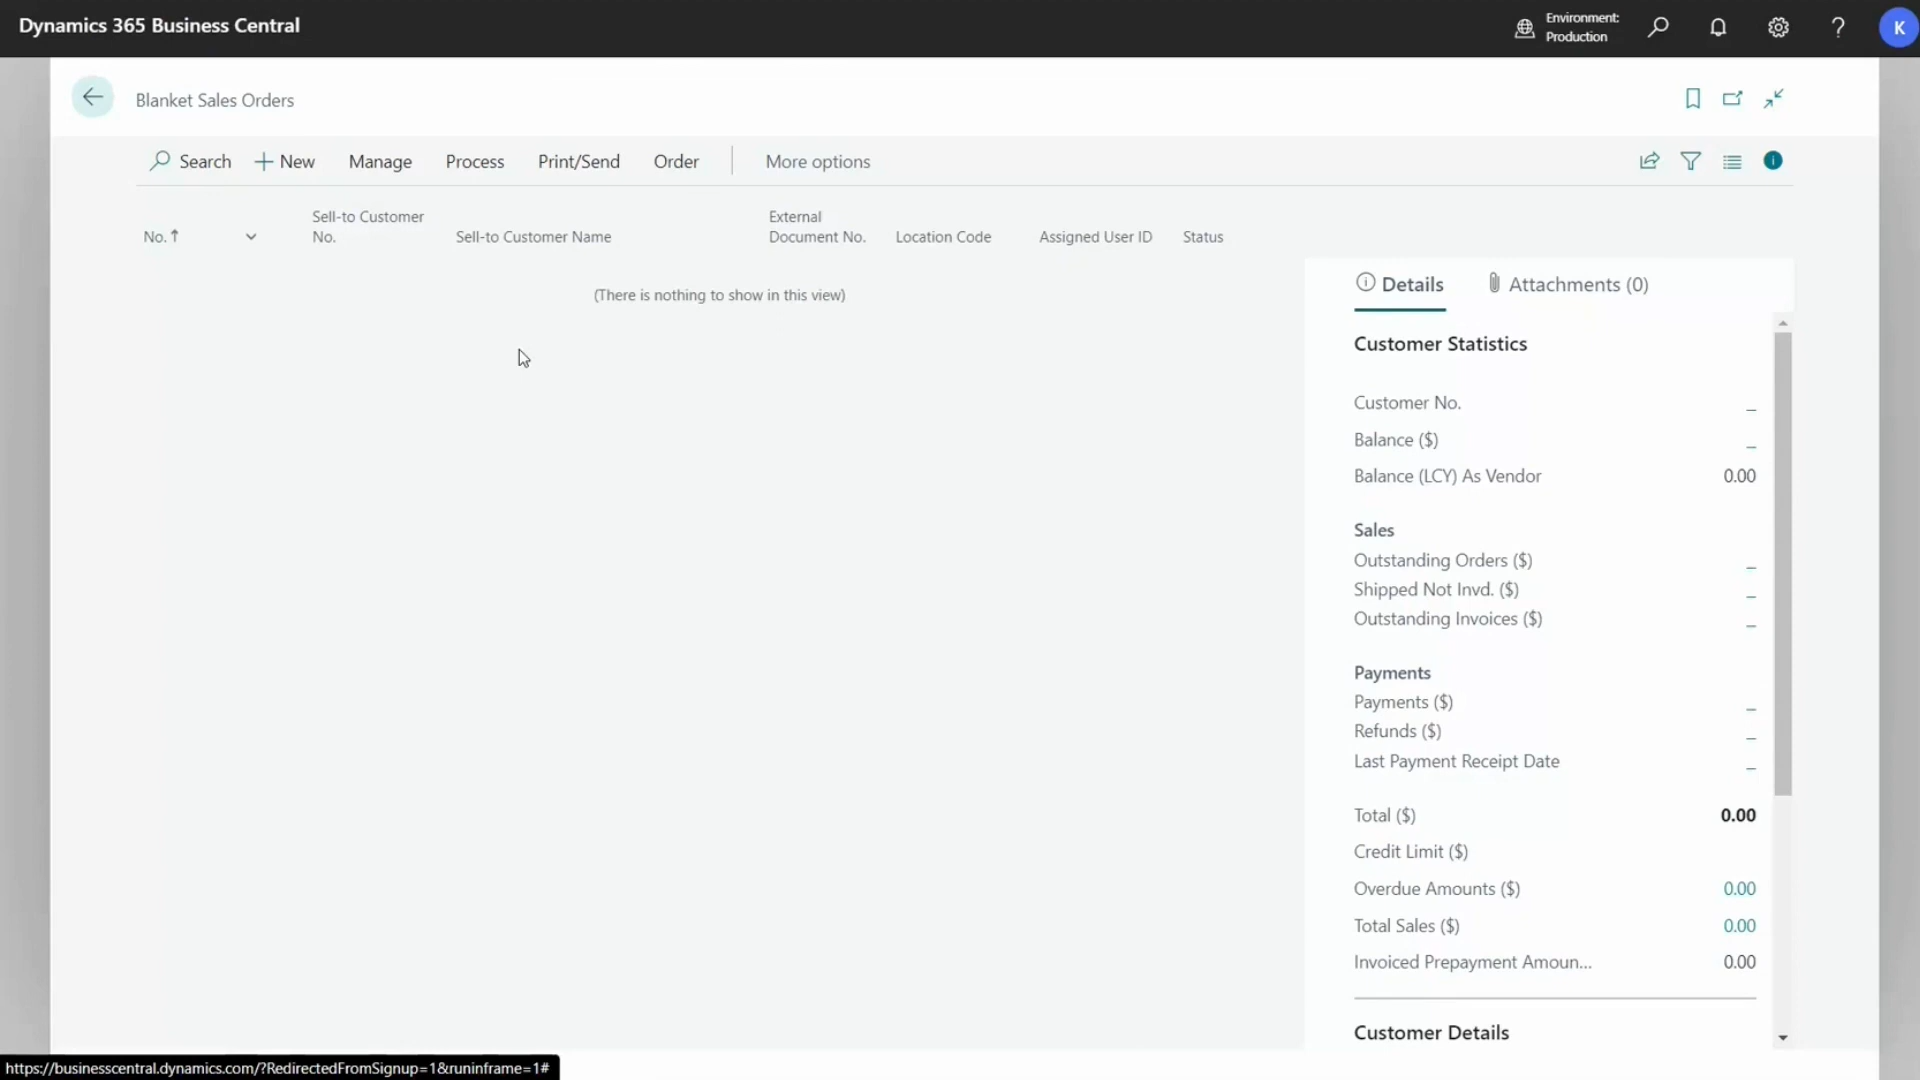 Dynamics 365 Business Central
Environment:
Production
K
Blanket Sales Orders
Search
New
Manage
Process
Print/Send
Order
More options
No.↑
Sell-to Customer
No.
Sell-to Customer Name
External
Document No.
Location Code
Assigned User ID
Status
(There is nothing to show in this view)
Details
Attachments (0)
Customer Statistics
Customer No. _
Balance ($) _
Balance (LCY) As Vendor 0.00
Sales
Outstanding Orders ($) _
Shipped Not Invd. ($) _
Outstanding Invoices ($) _
Payments
Payments ($) _
Refunds ($) _
Last Payment Receipt Date _
Total ($) 0.00
Credit Limit ($)
Overdue Amounts ($) 0.00
Total Sales ($) 0.00
Invoiced Prepayment Amoun... 0.00
Customer Details
https://businesscentral.dynamics.com/?RedirectedFromSignup=1&runinframe=1#